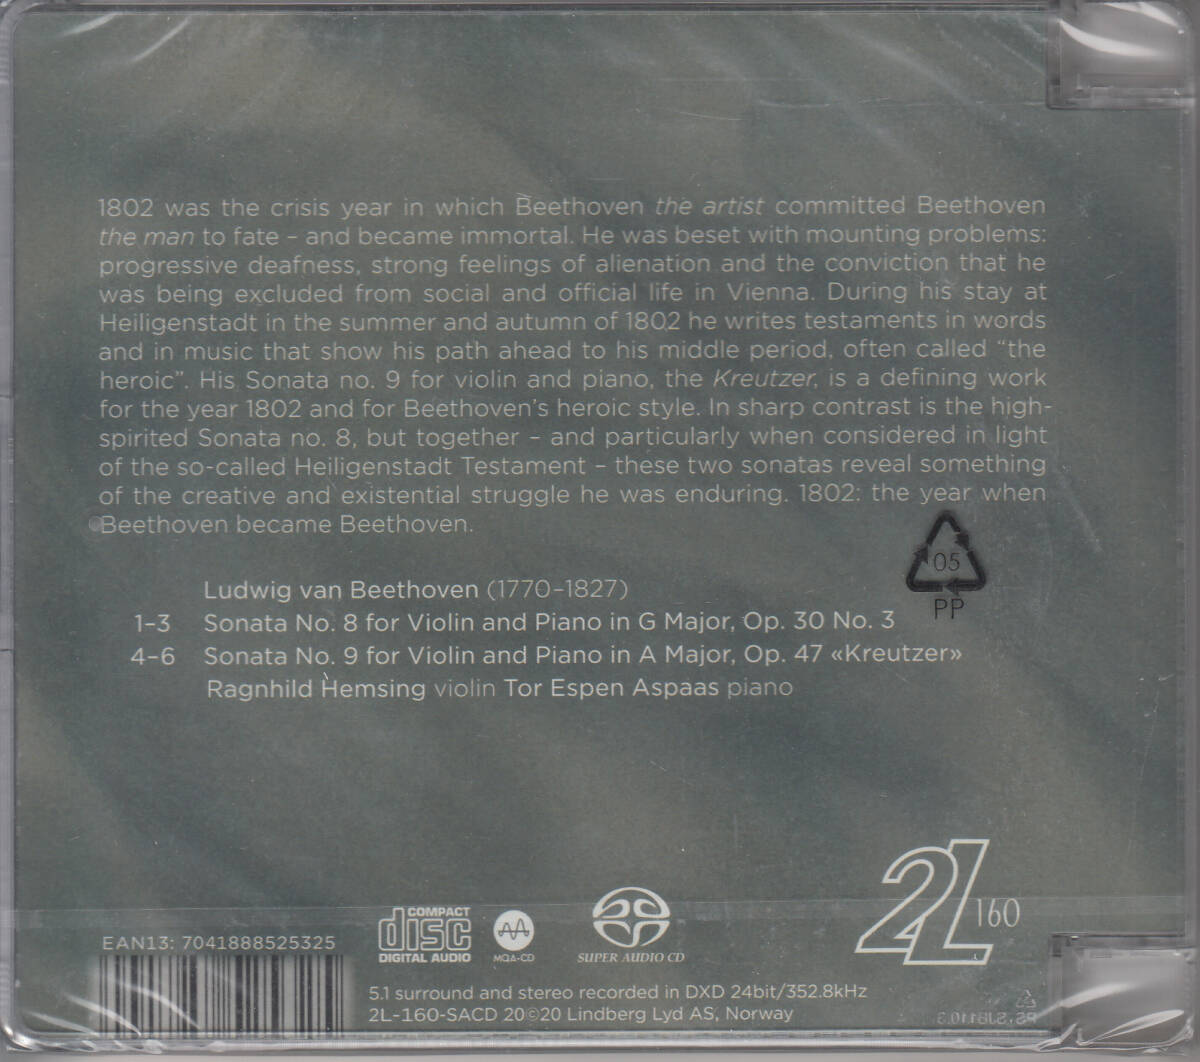 1802 was the crisis year in which Beethoven the artist committed Beethoven
the man to fate – and became immortal. He was beset with mounting problems:
progressive deafness, strong feelings of alienation and the conviction that he
was being excluded from social and official life in Vienna. During his stay at
Heiligenstadt in the summer and autumn of 1802 he writes testaments in words
and in music that show his path ahead to his middle period, often called “the
heroic”. His Sonata no. 9 for violin and piano, the Kreutzer, is a defining work
for the year 1802 and for Beethoven’s heroic style. In sharp contrast is the high-
spirited Sonata no. 8, but together – and particularly when considered in light
of the so-called Heiligenstadt Testament – these two sonatas reveal something
of the creative and existential struggle he was enduring. 1802: the year when
Beethoven became Beethoven.
05
PP
Ludwig van Beethoven (1770–1827)
1–3 Sonata No. 8 for Violin and Piano in G Major, Op. 30 No. 3
4–6 Sonata No. 9 for Violin and Piano in A Major, Op. 47 «Kreutzer»
Ragnhild Hemsing violin Tor Espen Aspaas piano
2L 160
EAN13: 7041888525325
COMPACT
disc
DIGITAL AUDIO
MQA-CD
SUPER AUDIO CD
5.1 surround and stereo recorded in DXD 24bit/352.8kHz
2L-160-SACD 20©20 Lindberg Lyd AS, Norway